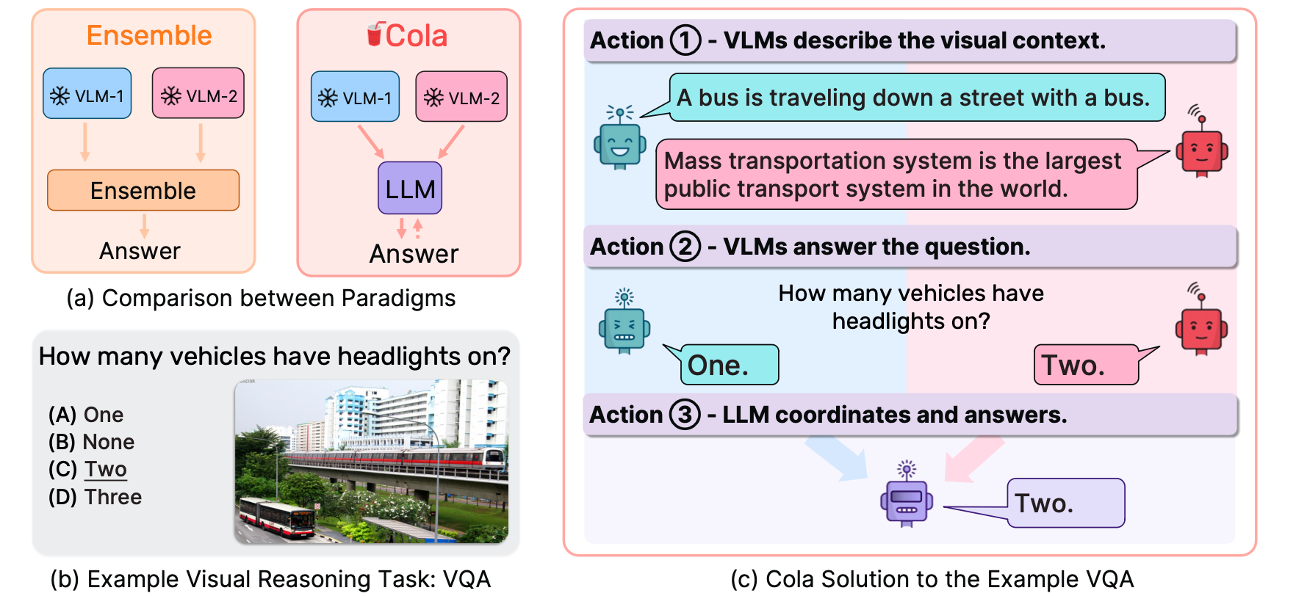 Ensemble
VLM-1
VLM-2
Ensemble
Answer
Cola
VLM-1
VLM-2
LLM
Answer
(a) Comparison between Paradigms
How many vehicles have headlights on?
(A) One
(B) None
(C) Two
(D) Three
(b) Example Visual Reasoning Task: VQA
Action ① - VLMs describe the visual context.
A bus is traveling down a street with a bus.
Mass transportation system is the largest
public transport system in the world.
Action ② - VLMs answer the question.
How many vehicles have
headlights on?
One.
Two.
Action ③ - LLM coordinates and answers.
Two.
(c) Cola Solution to the Example VQA